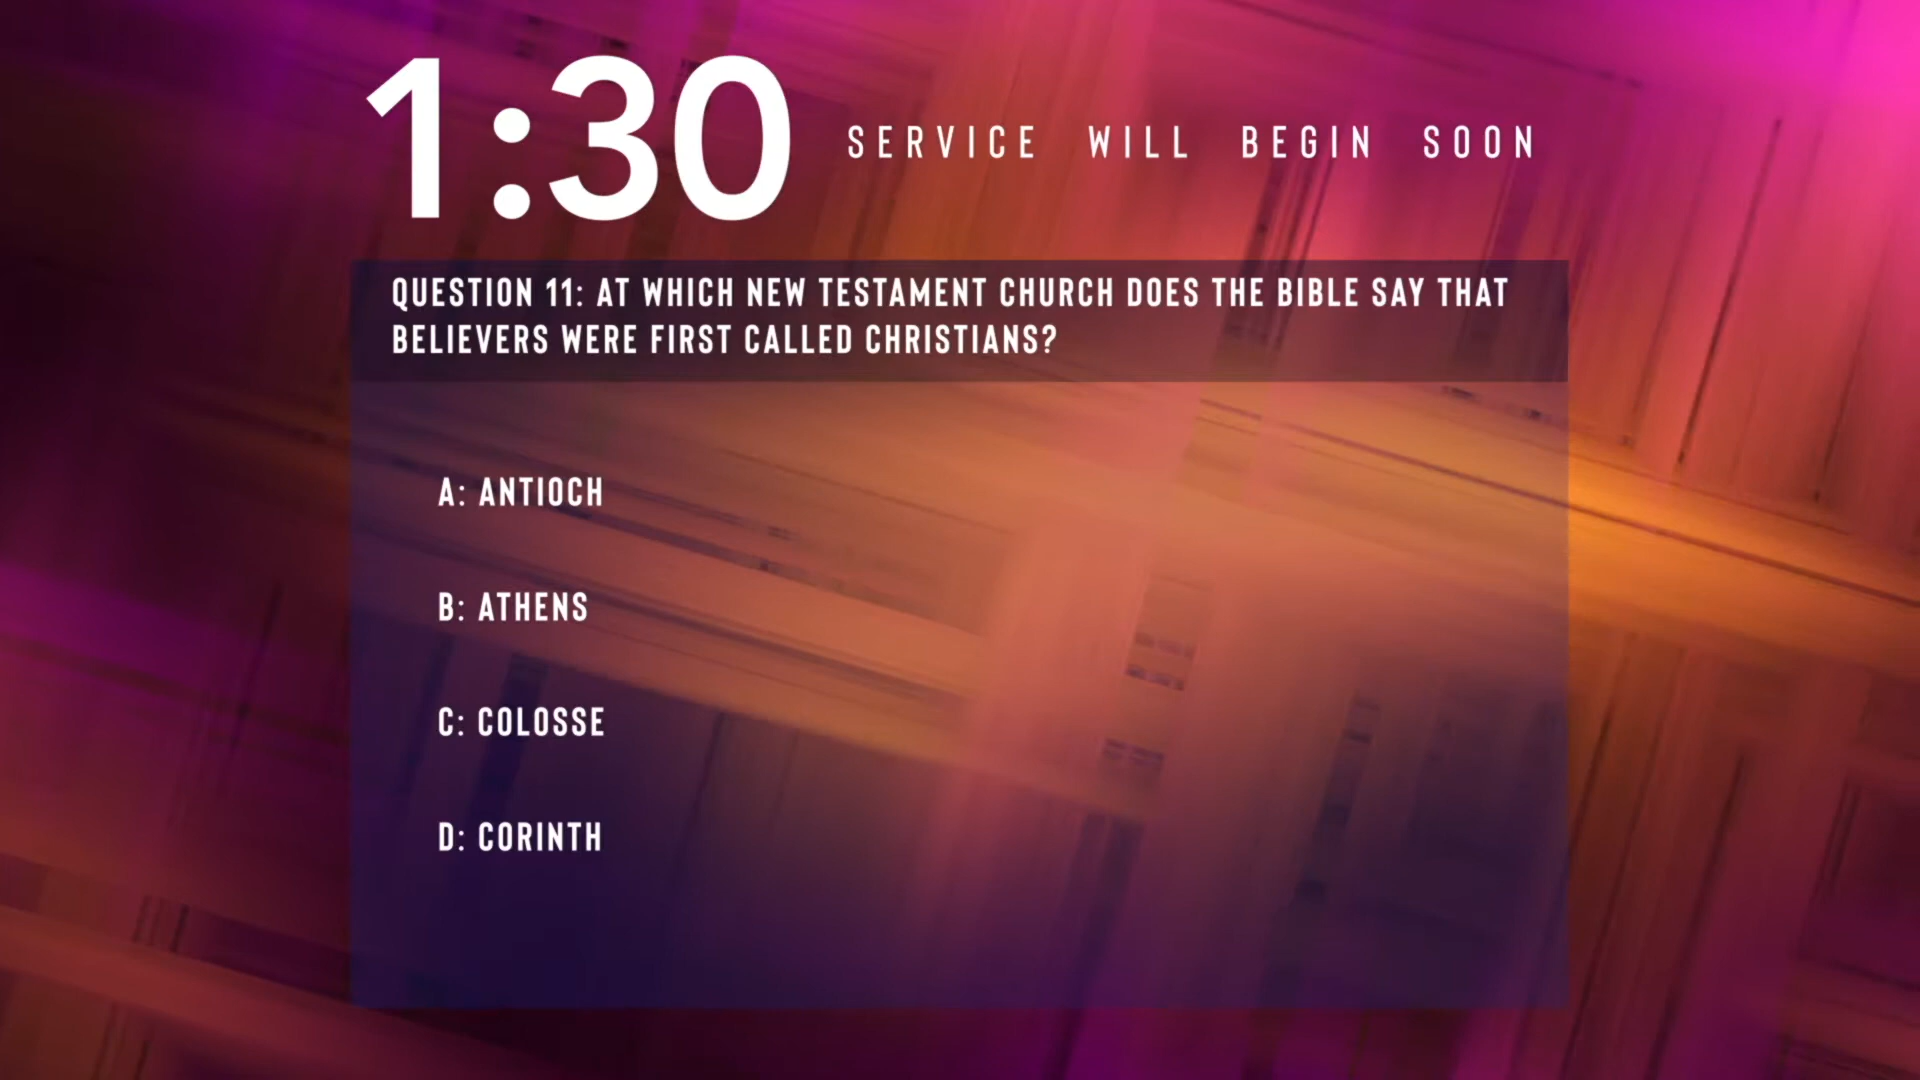 1:30
SERVICE WILL BEGIN SOON
QUESTION 11: AT WHICH NEW TESTAMENT CHURCH DOES THE BIBLE SAY THAT
BELIEVERS WERE FIRST CALLED CHRISTIANS?
A: ANTIOCH
B: ATHENS
C: COLOSSE
D: CORINTH